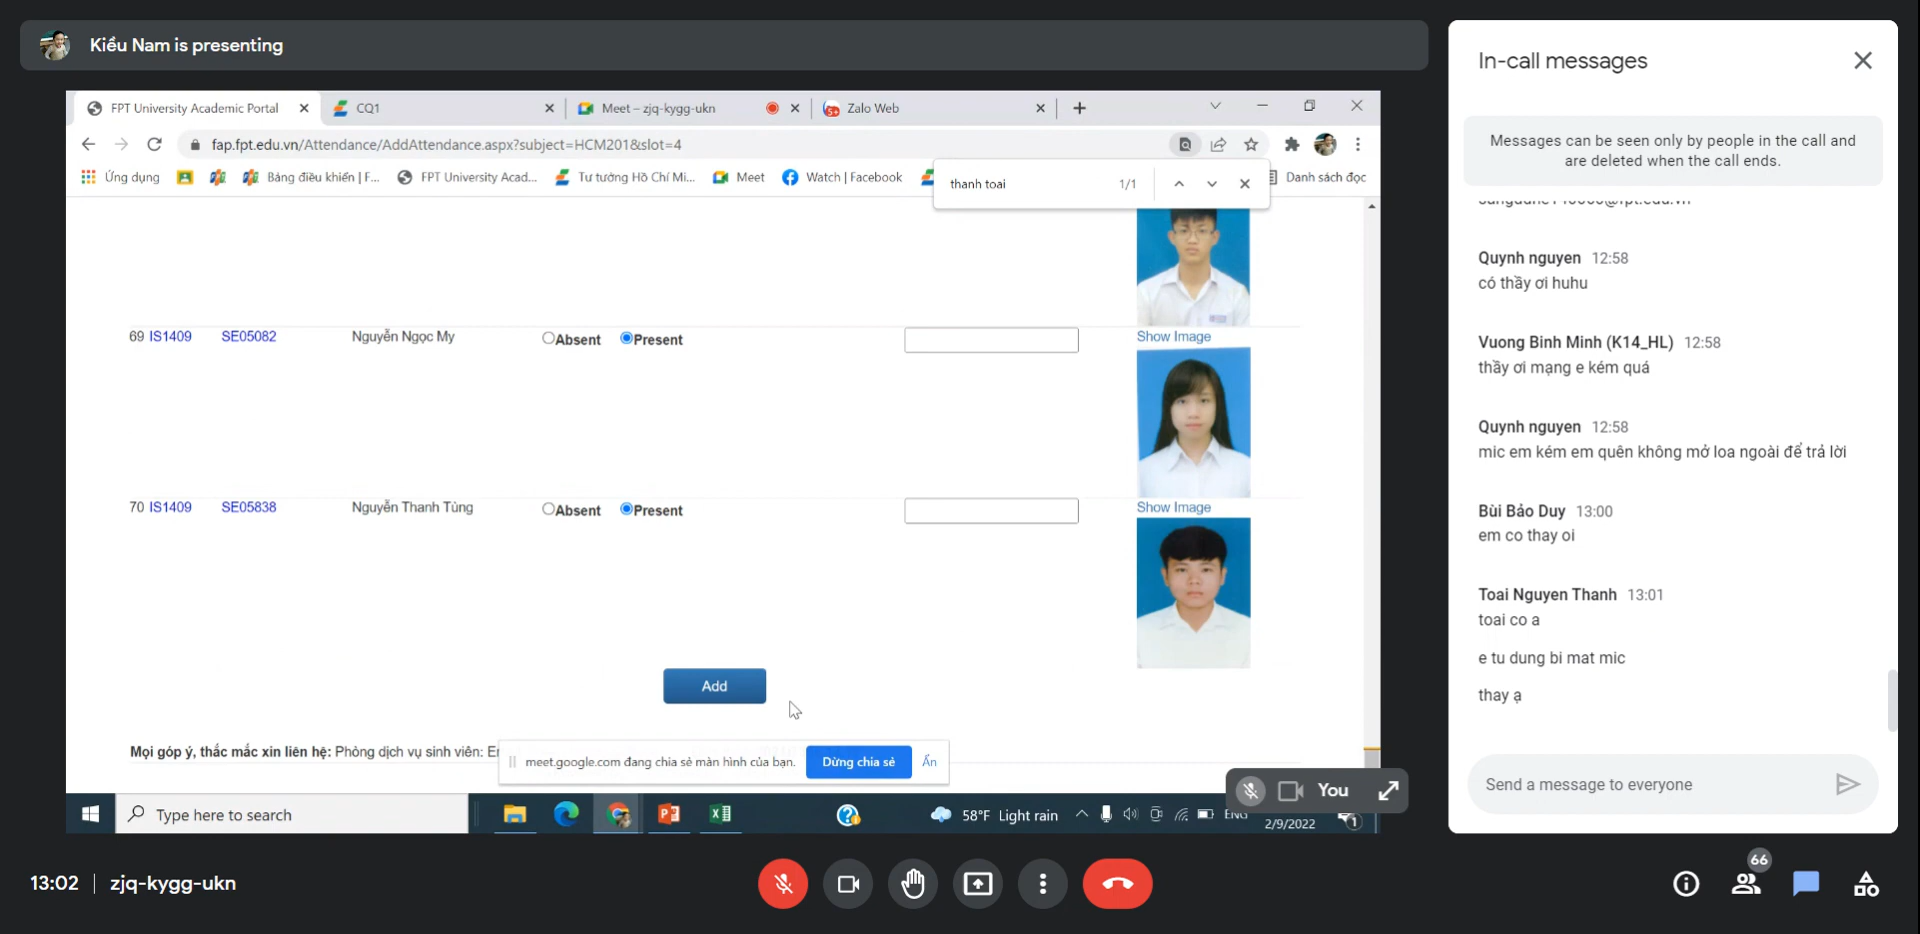 Kiều Nam is presenting
FPT University Academic Portal
CQ1
Meet – zjq-kygg-ukn
Zalo Web
fap.fpt.edu.vn/Attendance/AddAttendance.aspx?subject=HCM201&slot=4
Ứng dụng
Bảng điều khiển | F...
FPT University Acad...
Tư tưởng Hồ Chí Mi...
Meet
Watch | Facebook
Danh sách đọc
thanh toai
1/1
69 IS1409 SE05082 Nguyễn Ngọc My Absent Present Show Image
70 IS1409 SE05838 Nguyễn Thanh Tùng Absent Present Show Image
Add
Mọi góp ý, thắc mắc xin liên hệ: Phòng dịch vụ sinh viên:
meet.google.com đang chia sẻ màn hình của bạn.
Dừng chia sẻ
Ẩn
You
Type here to search
58°F Light rain
ENG
2/9/2022
1
In-call messages
Messages can be seen only by people in the call and
are deleted when the call ends.
Quynh nguyen 12:58
có thầy ơi huhu
Vuong Binh Minh (K14_HL) 12:58
thầy ơi mạng e kém quá
Quynh nguyen 12:58
mic em kém em quên không mở loa ngoài để trả lời
Bùi Bảo Duy 13:00
em co thay oi
Toai Nguyen Thanh 13:01
toai co a
e tu dung bi mat mic
thay ạ
Send a message to everyone
13:02 | zjq-kygg-ukn
66